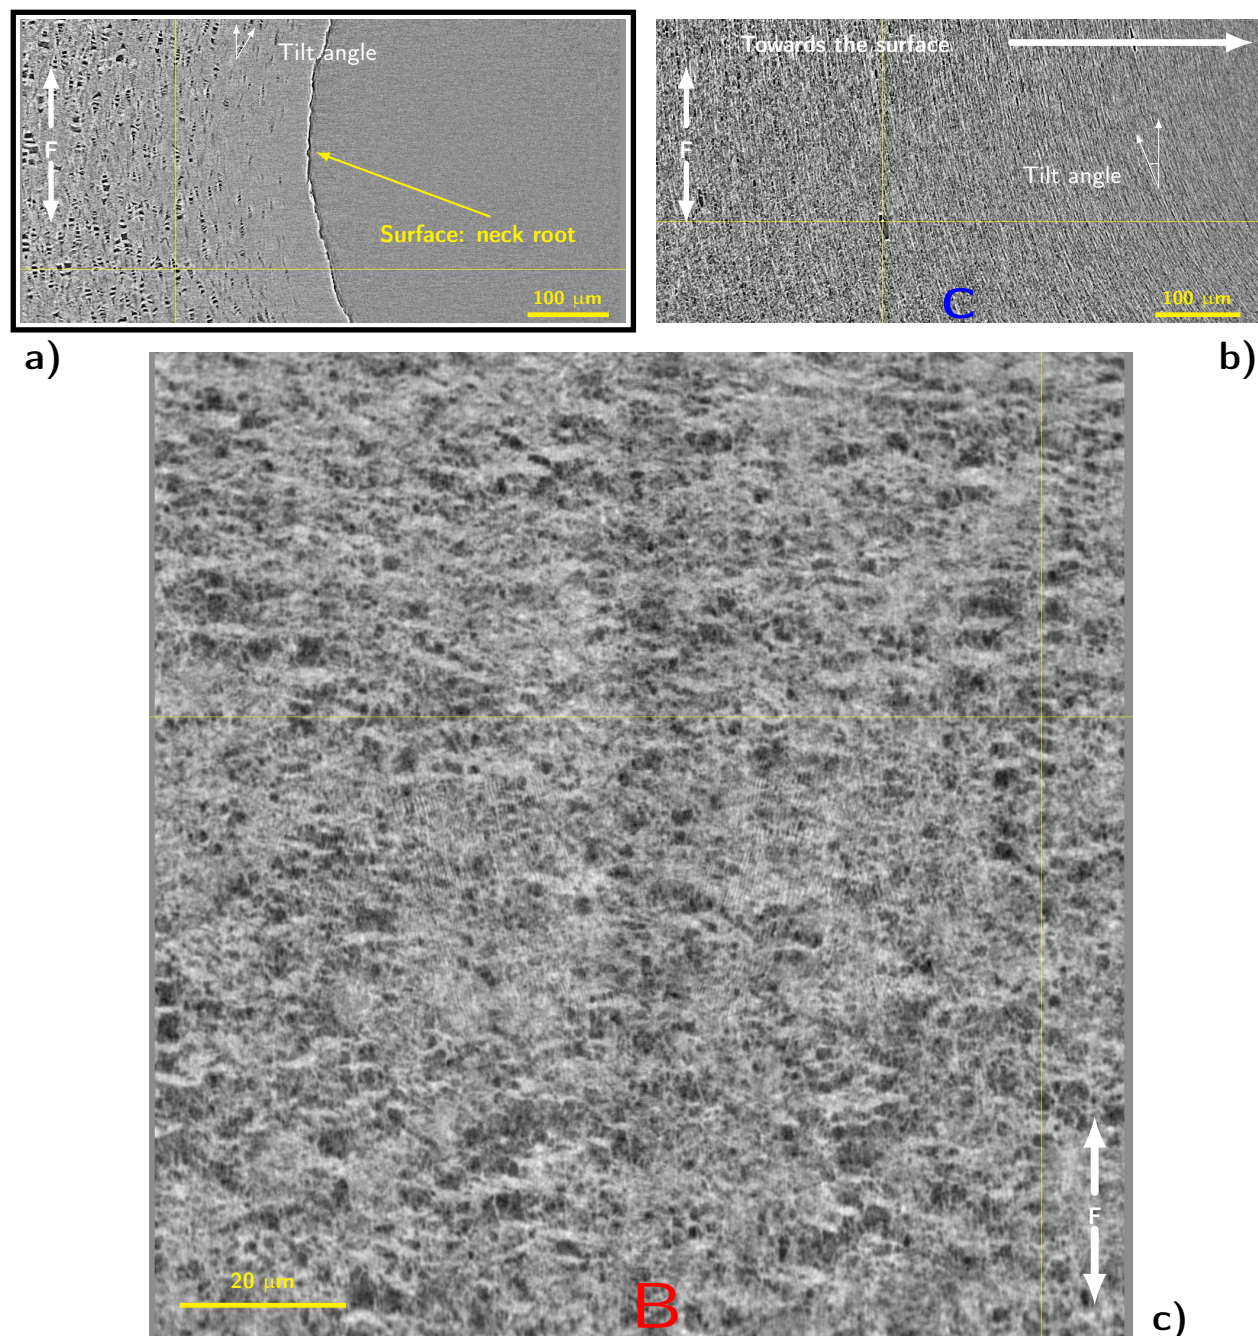 Tilt angle
F
Surface: neck root
100 μm
a)
Towards the surface
F
Tilt angle
C
100 μm
b)
20 μm
B
F
c)